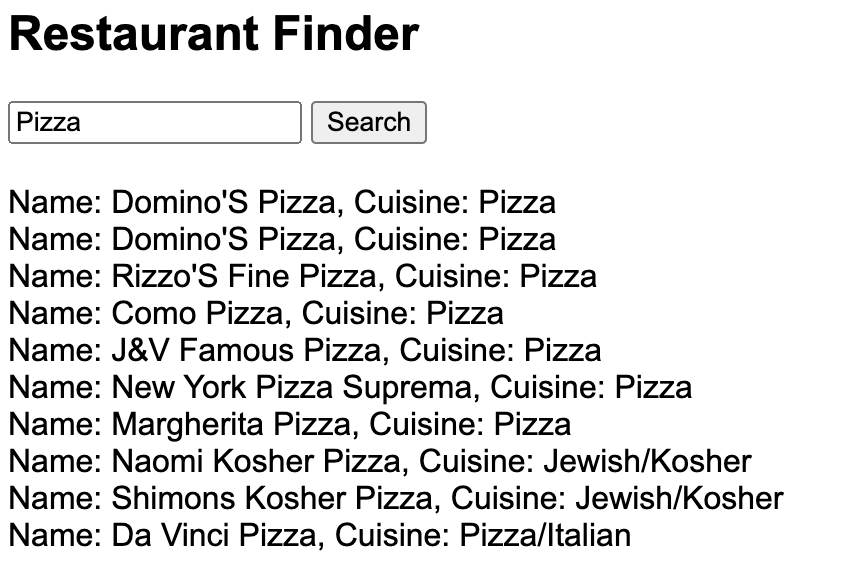 Restaurant Finder
Pizza Search
Name: Domino'S Pizza, Cuisine: Pizza
Name: Domino'S Pizza, Cuisine: Pizza
Name: Rizzo'S Fine Pizza, Cuisine: Pizza
Name: Como Pizza, Cuisine: Pizza
Name: J&V Famous Pizza, Cuisine: Pizza
Name: New York Pizza Suprema, Cuisine: Pizza
Name: Margherita Pizza, Cuisine: Pizza
Name: Naomi Kosher Pizza, Cuisine: Jewish/Kosher
Name: Shimons Kosher Pizza, Cuisine: Jewish/Kosher
Name: Da Vinci Pizza, Cuisine: Pizza/Italian